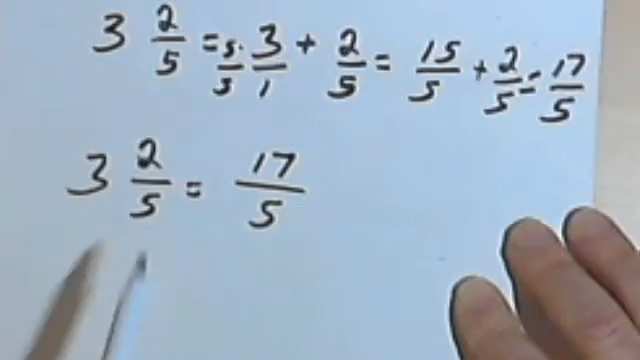 3 2/5 = 5/5 · 3/1 + 2/5 = 15/5 + 2/5 = 17/5
3 2/5 = 17/5